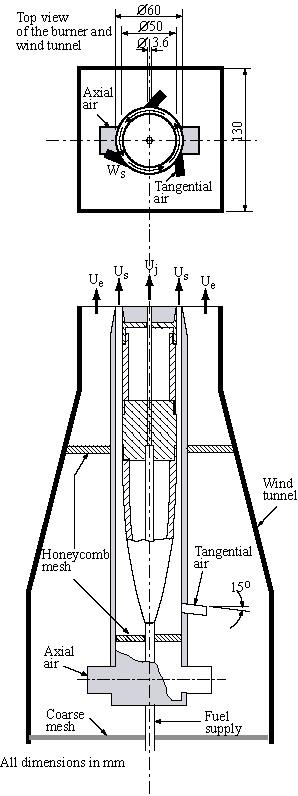 Top view
of the burner and
wind tunnel
Ø60
Ø50
Ø 3.6
Axial
air
130
Ws
Tangential
air
Ue
Us
Uj
Us
Ue
Wind
tunnel
Honeycomb
mesh
Tangential
air
15°
Axial
air
Coarse
mesh
Fuel
supply
All dimensions in mm